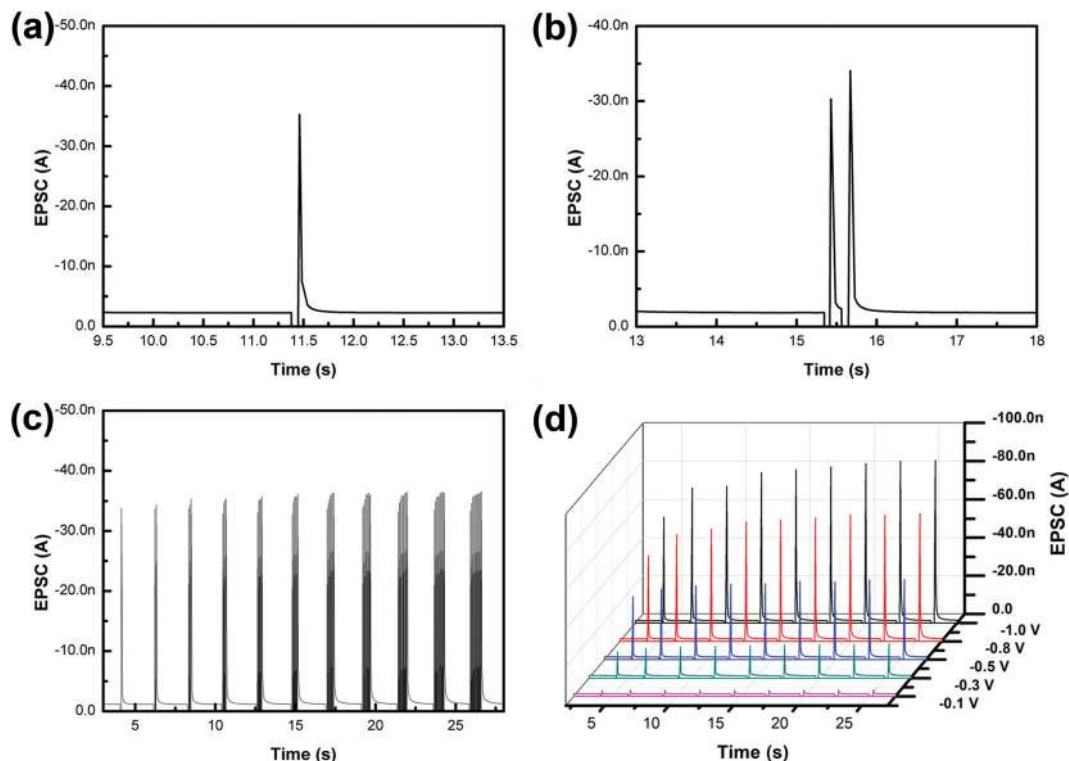 (a)
-50.0n
-40.0n
-30.0n
-20.0n
-10.0n
0.0
EPSC (A)
9.5 10.0 10.5 11.0 11.5 12.0 12.5 13.0 13.5
Time (s)
(b)
-40.0n
-30.0n
-20.0n
-10.0n
0.0
EPSC (A)
13 14 15 16 17 18
Time (s)
(c)
-50.0n
-40.0n
-30.0n
-20.0n
-10.0n
0.0
EPSC (A)
5 10 15 20 25
Time (s)
(d)
-100.0n
-80.0n
-60.0n
-40.0n
-20.0n
0.0
EPSC (A)
-1.0 V
-0.8 V
-0.5 V
-0.3 V
-0.1 V
5 10 15 20 25
Time (s)